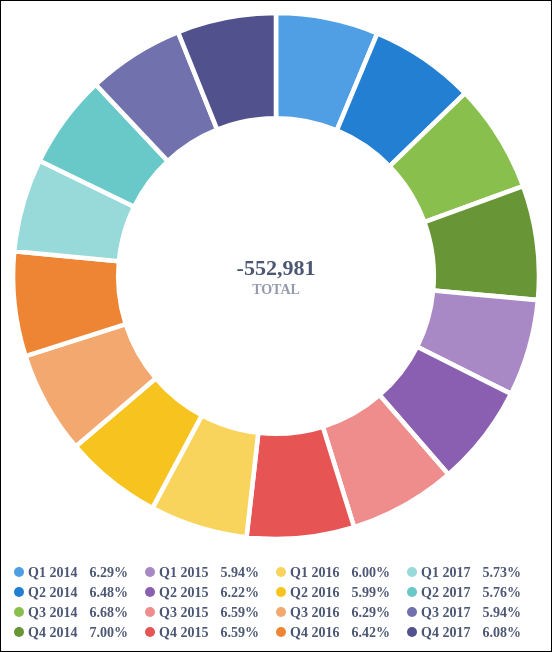 -552,981
TOTAL
Q1 2014 6.29% Q1 2015 5.94% Q1 2016 6.00% Q1 2017 5.73%
Q2 2014 6.48% Q2 2015 6.22% Q2 2016 5.99% Q2 2017 5.76%
Q3 2014 6.68% Q3 2015 6.59% Q3 2016 6.29% Q3 2017 5.94%
Q4 2014 7.00% Q4 2015 6.59% Q4 2016 6.42% Q4 2017 6.08%